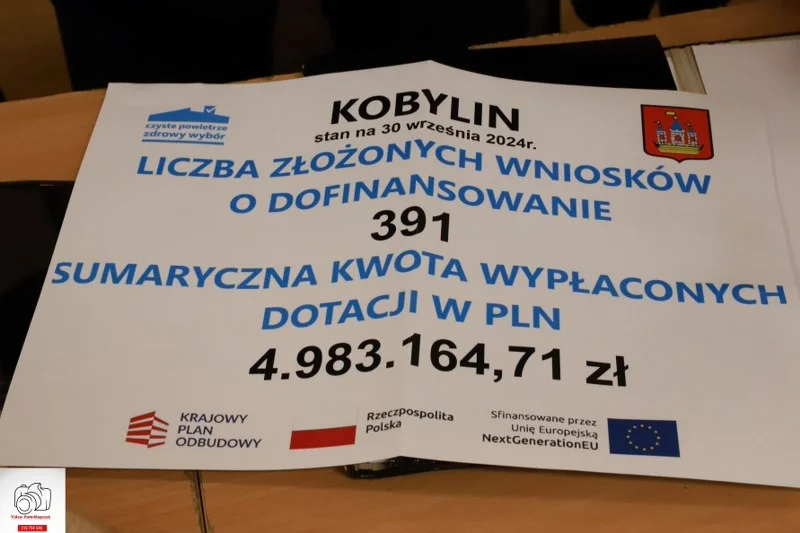 KOBYLIN
stan na 30 września 2024r.
czyste powietrze
zdrowy wybór
LICZBA ZŁOŻONYCH WNIOSKÓW
O DOFINANSOWANIE
391
SUMARYCZNA KWOTA WYPŁACONYCH
DOTACJI W PLN
4.983.164,71 zł
KRAJOWY
PLAN
ODBUDOWY
Rzeczpospolita
Polska
Sfinansowane przez
Unię Europejską
NextGenerationEU